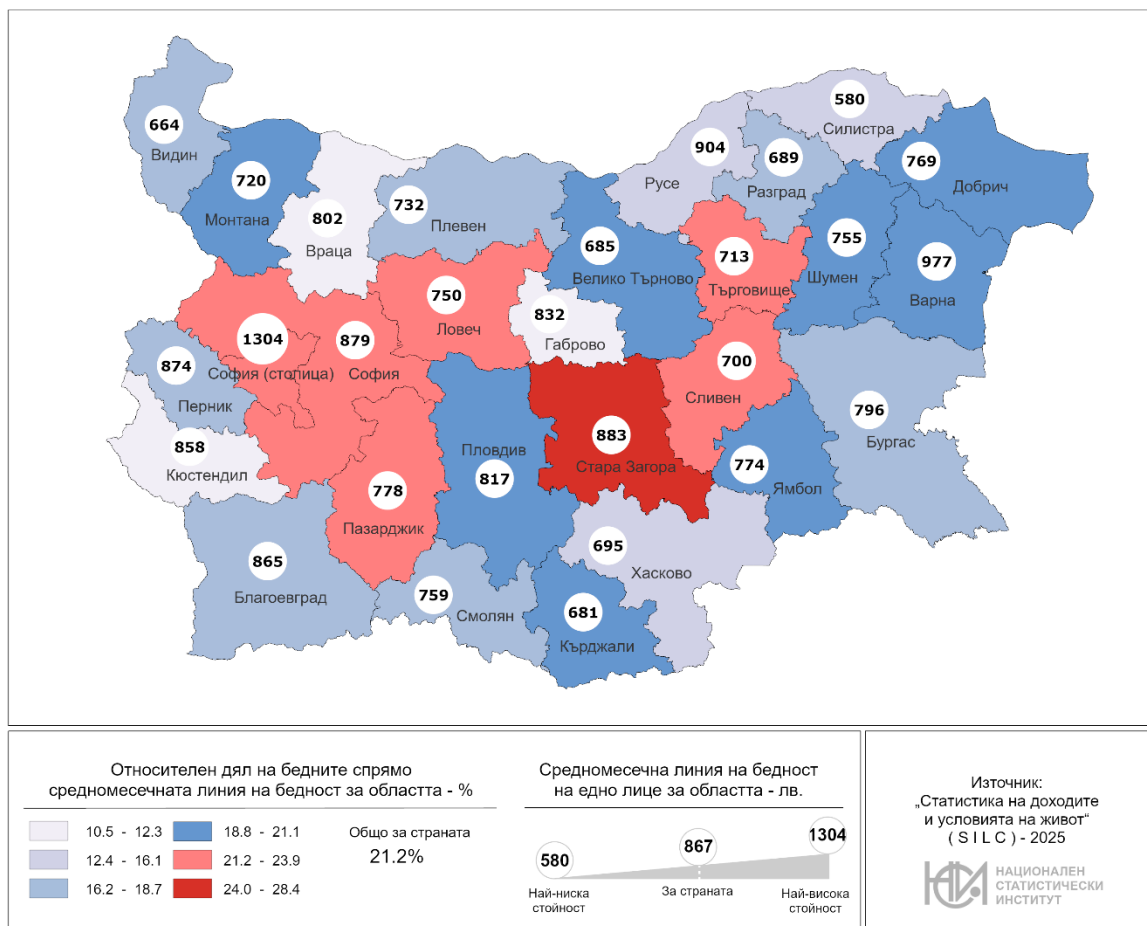 580
Силистра
664
Видин
904
Русе
689
Разград
769
Добрич
720
Монтана
732
Плевен
802
Враца
685
Велико Търново
713
Търговище
755
Шумен
977
Варна
750
Ловеч
832
Габрово
1304
София (столица)
879
София
874
Перник
700
Сливен
796
Бургас
858
Кюстендил
Пловдив
817
883
Стара Загора
774
Ямбол
778
Пазарджик
695
Хасково
865
Благоевград
759
Смолян
681
Кърджали
Относителен дял на бедните спрямо
средномесечната линия на бедност за областта - %
10.5 - 12.3
12.4 - 16.1
16.2 - 18.7
18.8 - 21.1
21.2 - 23.9
24.0 - 28.4
Общо за страната
21.2%
Средномесечна линия на бедност
на едно лице за областта - лв.
580
867
1304
Най-ниска
стойност
За страната
Най-висока
стойност
Източник:
„Статистика на доходите
и условията на живот“
( S I L C ) - 2025
НСИ
НАЦИОНАЛЕН
СТАТИСТИЧЕСКИ
ИНСТИТУТ